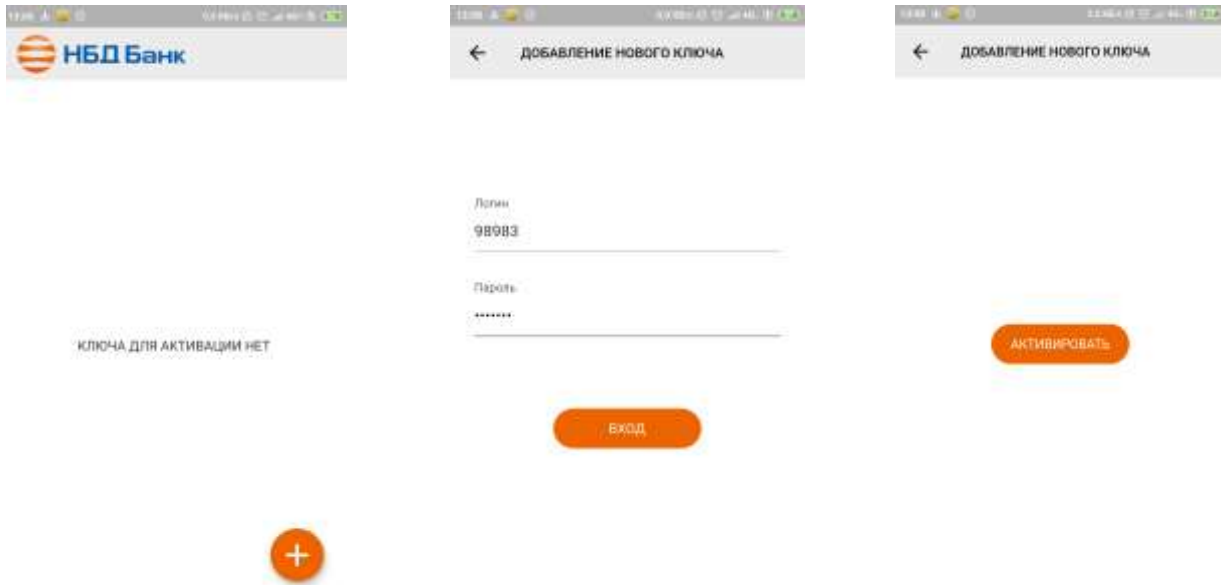 НБД Банк
КЛЮЧА ДЛЯ АКТИВАЦИИ НЕТ
ДОБАВЛЕНИЕ НОВОГО КЛЮЧА
Логин
98983
Пароль
•••••••
ВХОД
ДОБАВЛЕНИЕ НОВОГО КЛЮЧА
АКТИВИРОВАТЬ